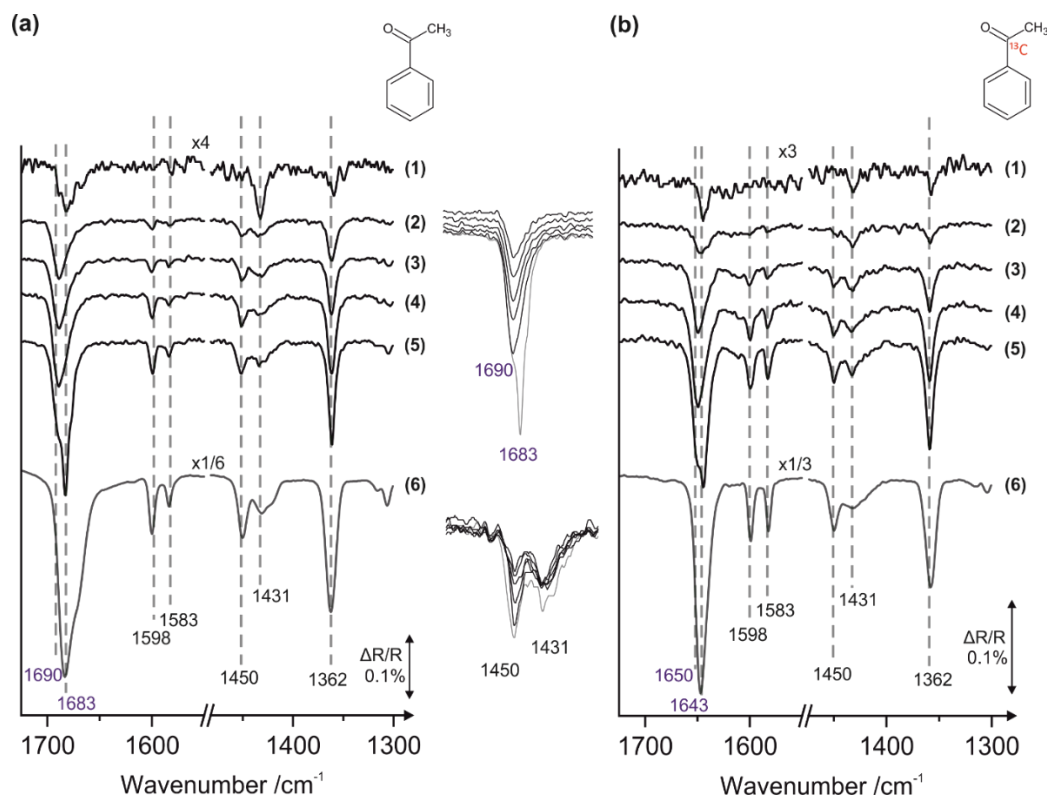 (a)
O
CH₃
x4
(1)
(2)
(3)
(4)
(5)
x1/6
(6)
1690
1683
1598
1583
1450
1431
1362
ΔR/R
0.1%
1700
1600
1400
1300
Wavenumber /cm⁻¹
1690
1683
1450
1431
(b)
O
CH₃
¹³C
x3
(1)
(2)
(3)
(4)
(5)
x1/3
(6)
1650
1643
1598
1583
1450
1431
1362
ΔR/R
0.1%
1700
1600
1400
1300
Wavenumber /cm⁻¹